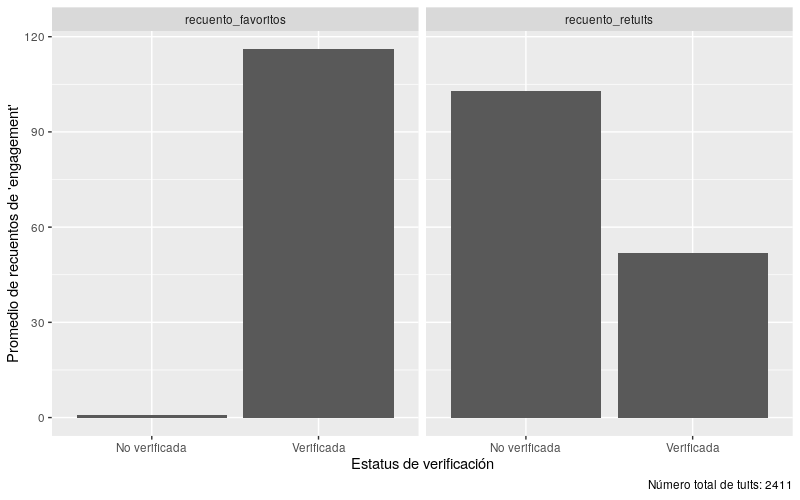 recuento_favoritos
recuento_retuits
Promedio de recuentos de 'engagement'
120
90
60
30
0
No verificada
Verificada
No verificada
Verificada
Estatus de verificación
Número total de tuits: 2411